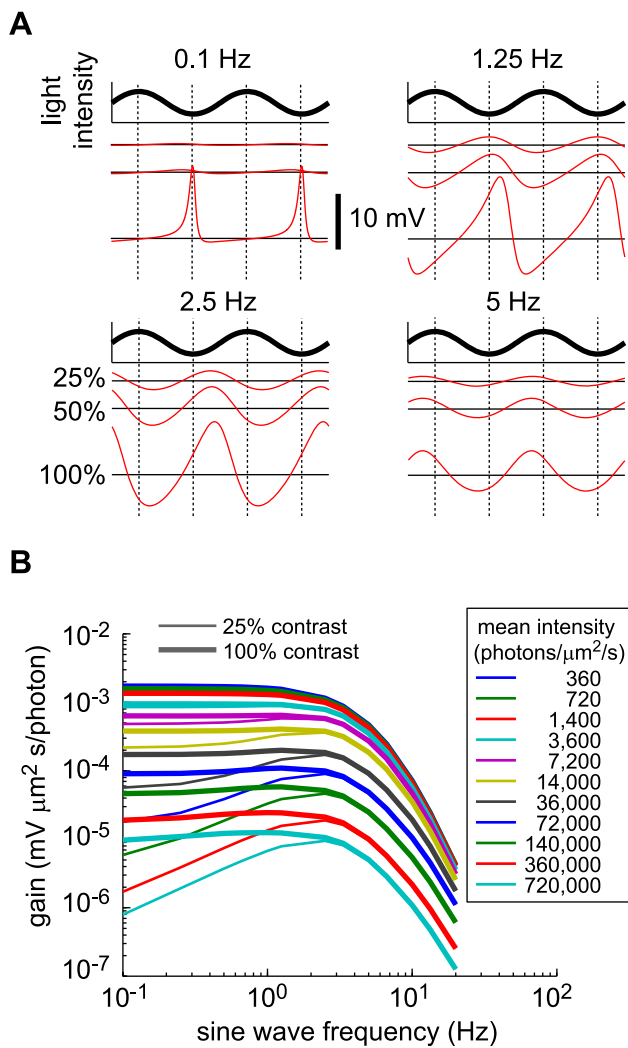 A
0.1 Hz
1.25 Hz
light
intensity
10 mV
2.5 Hz
5 Hz
25%
50%
100%
B
25% contrast
100% contrast
mean intensity
(photons/μm²/s)
360
720
1,400
3,600
7,200
14,000
36,000
72,000
140,000
360,000
720,000
gain (mV μm² s/photon)
10⁻²
10⁻³
10⁻⁴
10⁻⁵
10⁻⁶
10⁻⁷
10⁻¹ 10⁰ 10¹ 10²
sine wave frequency (Hz)